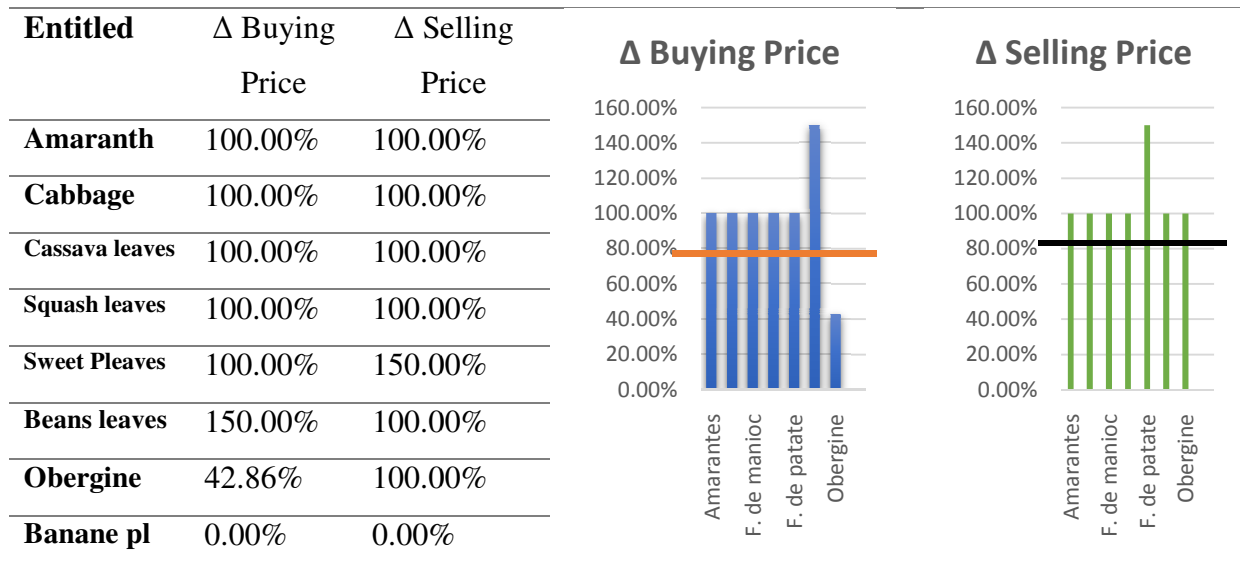 Entitled Δ Buying Price Δ Selling Price
Amaranth 100.00% 100.00%
Cabbage 100.00% 100.00%
Cassava leaves 100.00% 100.00%
Squash leaves 100.00% 100.00%
Sweet Pleaves 100.00% 150.00%
Beans leaves 150.00% 100.00%
Obergine 42.86% 100.00%
Banane pl 0.00% 0.00%
Δ Buying Price
160.00%
140.00%
120.00%
100.00%
80.00%
60.00%
40.00%
20.00%
0.00%
Amarantes
F. de manioc
F. de patate
Obergine
Δ Selling Price
160.00%
140.00%
120.00%
100.00%
80.00%
60.00%
40.00%
20.00%
0.00%
Amarantes
F. de manioc
F. de patate
Obergine